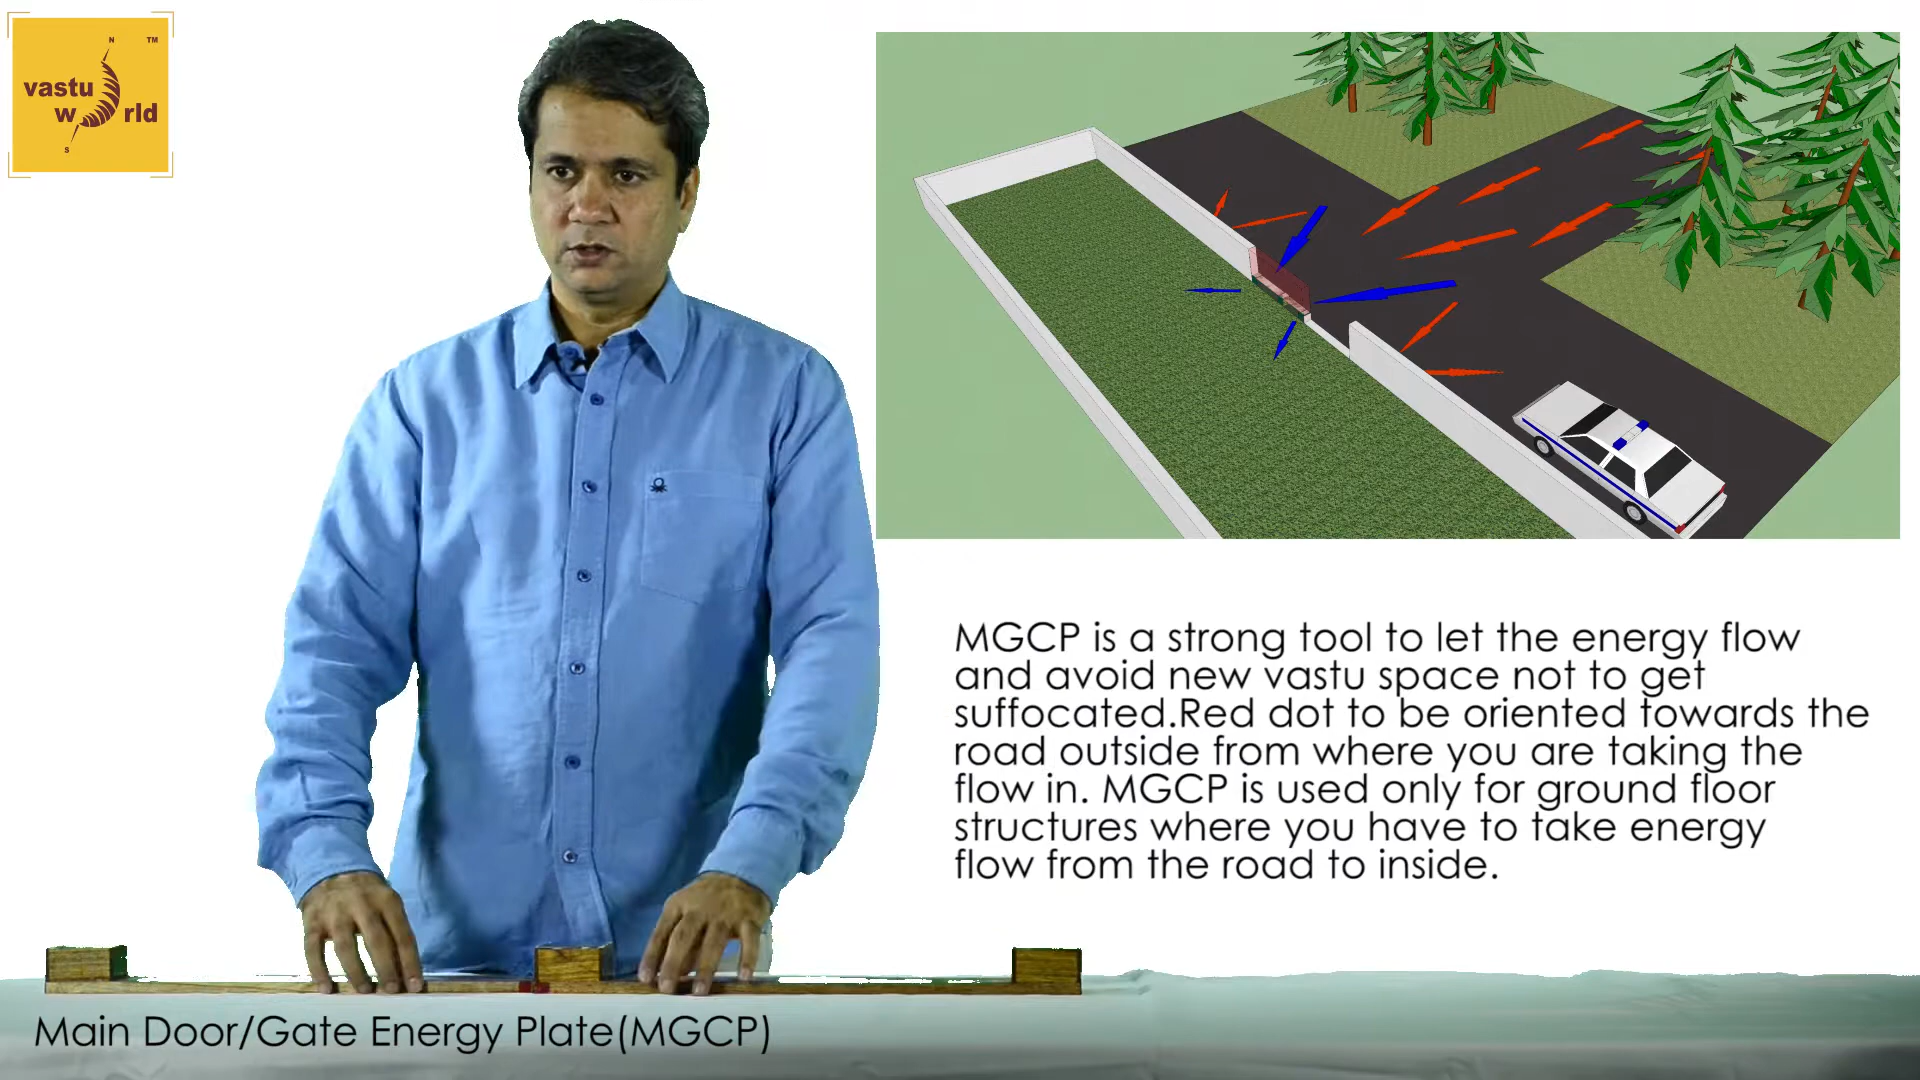 N TM
vastu
w rld
S
MGCP is a strong tool to let the energy flow
and avoid new vastu space not to get
suffocated.Red dot to be oriented towards the
road outside from where you are taking the
flow in. MGCP is used only for ground floor
structures where you have to take energy
flow from the road to inside.
Main Door/Gate Energy Plate(MGCP)